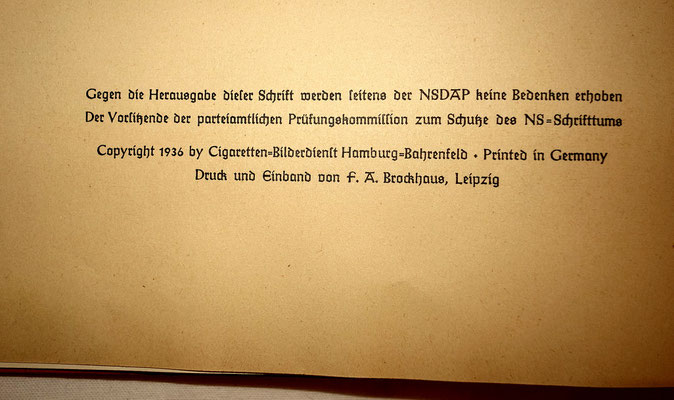 Gegen die Herausgabe dieser Schrift werden seitens der NSDAP keine Bedenken erhoben
Der Vorsitzende der parteiamtlichen Prüfungskommission zum Schutze des NS=Schrifttums
Copyright 1936 by Cigaretten=Bilderdienst Hamburg=Bahrenfeld • Printed in Germany
Druck und Einband von F. A. Brockhaus, Leipzig